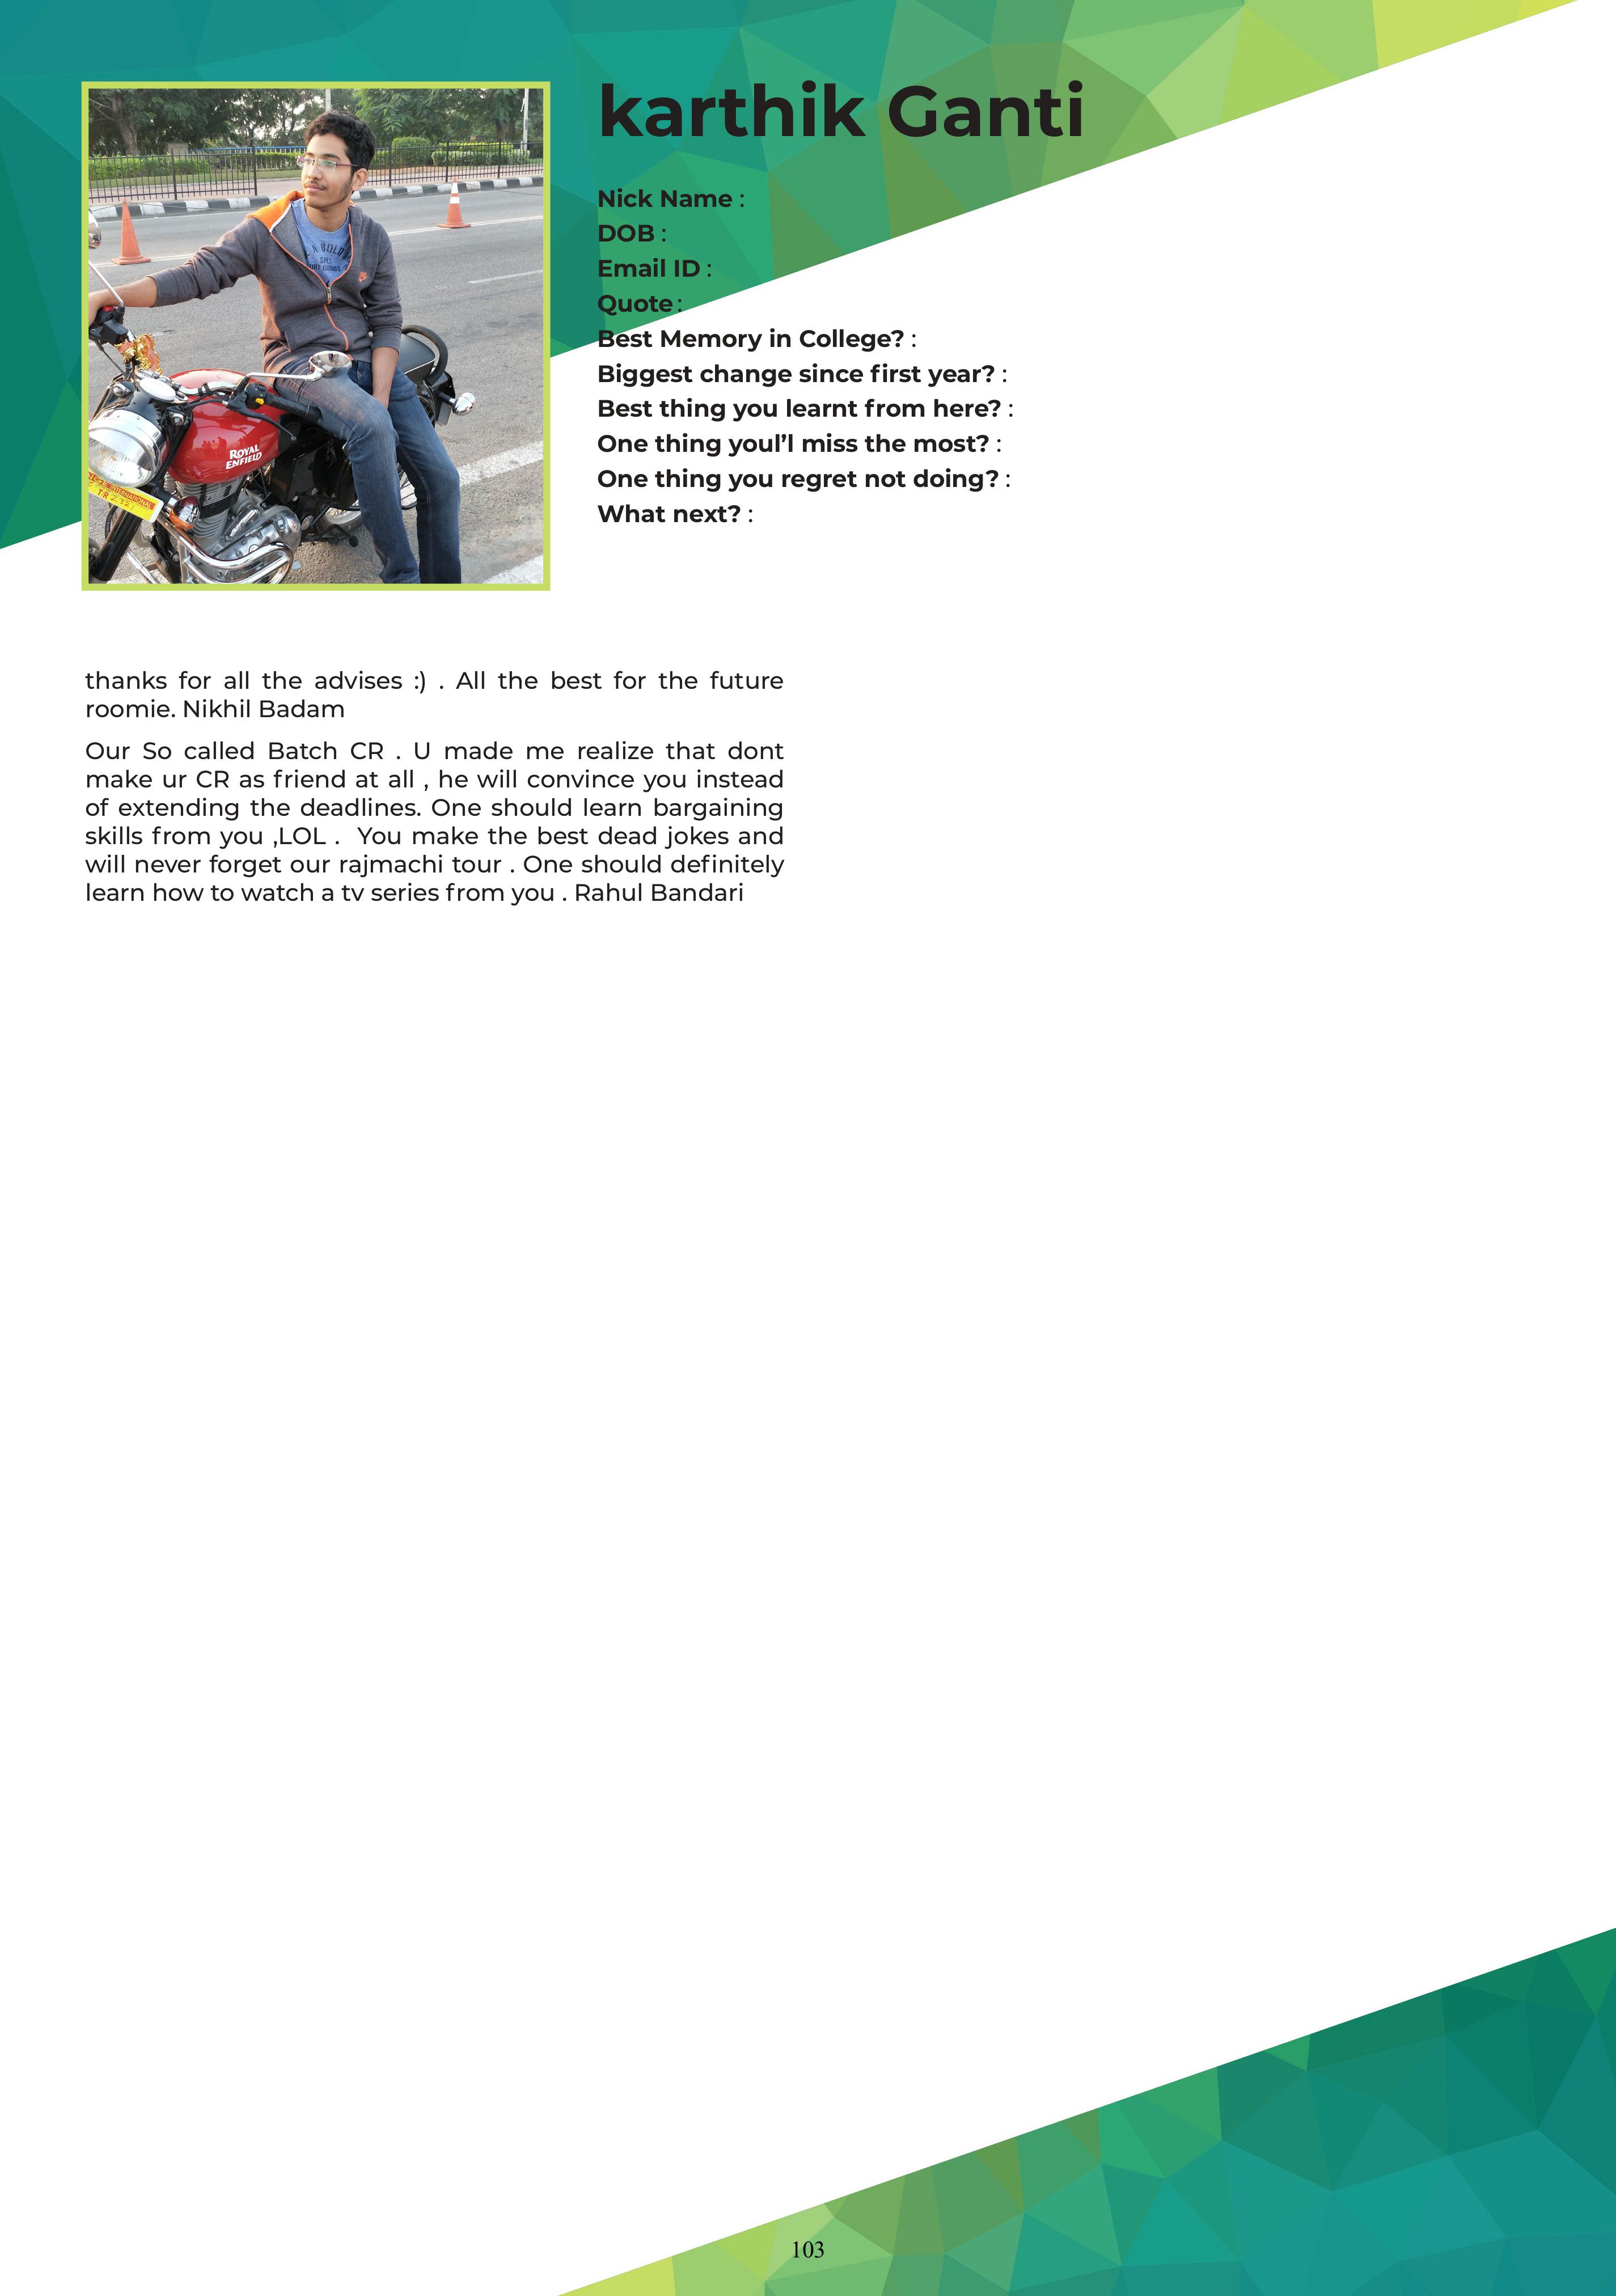 karthik Ganti
Nick Name :
DOB :
Email ID :
Quote :
Best Memory in College? :
Biggest change since first year? :
Best thing you learnt from here? :
One thing youl’l miss the most? :
One thing you regret not doing? :
What next? :
ROYAL
ENFIELD
thanks for all the advises :) . All the best for the future
roomie. Nikhil Badam
Our So called Batch CR . U made me realize that dont
make ur CR as friend at all , he will convince you instead
of extending the deadlines. One should learn bargaining
skills from you ,LOL .  You make the best dead jokes and
will never forget our rajmachi tour . One should definitely
learn how to watch a tv series from you . Rahul Bandari
103